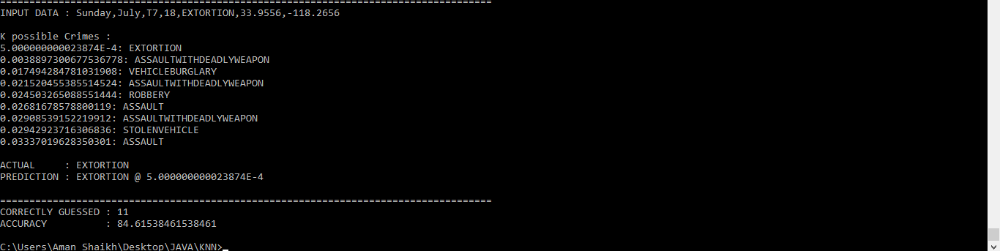 ====================================================================================
INPUT DATA : Sunday,July,T7,18,EXTORTION,33.9556,-118.2656
K possible Crimes :
5.000000000023874E-4: EXTORTION
0.0038897300677536778: ASSAULTWITHDEADLYWEAPON
0.017494284781031908: VEHICLEBURGLARY
0.021520455385514524: ASSAULTWITHDEADLYWEAPON
0.024503265088551444: ROBBERY
0.02681678578800119: ASSAULT
0.02908539152219912: ASSAULTWITHDEADLYWEAPON
0.02942923716306836: STOLENVEHICLE
0.03337019628350301: ASSAULT
ACTUAL     : EXTORTION
PREDICTION : EXTORTION @ 5.000000000023874E-4
====================================================================================
CORRECTLY GUESSED : 11
ACCURACY          : 84.61538461538461
C:\Users\Aman Shaikh\Desktop\JAVA\KNN>